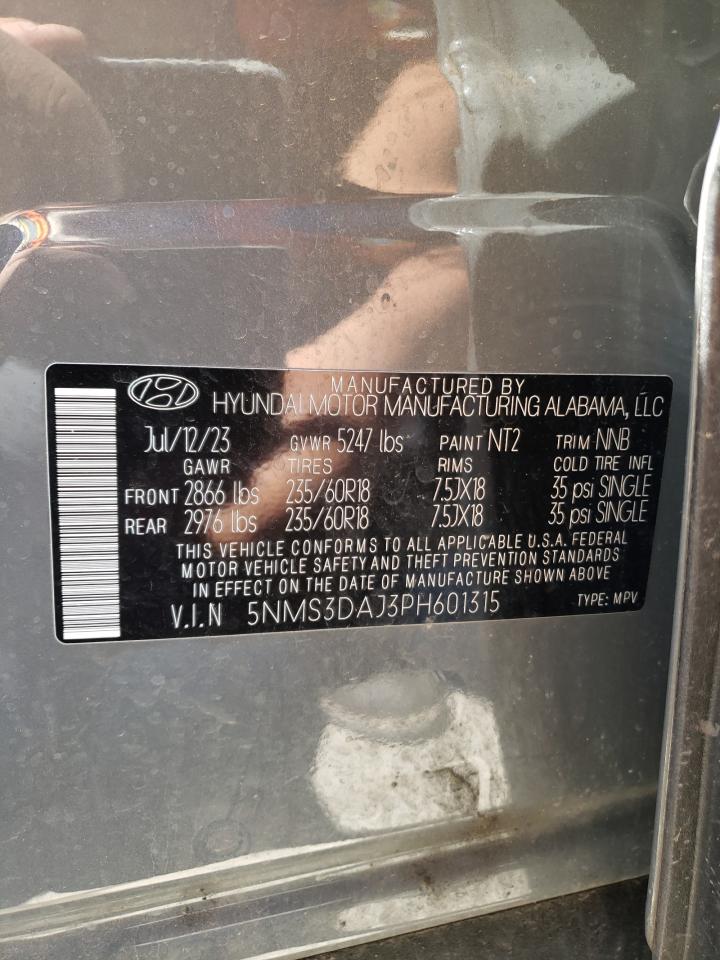 MANUFACTURED BY
HYUNDAI MOTOR MANUFACTURING ALABAMA, LLC
Jul/12/23 GVWR 5247 lbs PAINT NT2 TRIM NNB
GAWR TIRES RIMS COLD TIRE INFL
FRONT 2866 lbs 235/60R18 7.5JX18 35 psi SINGLE
REAR 2976 lbs 235/60R18 7.5JX18 35 psi SINGLE
THIS VEHICLE CONFORMS TO ALL APPLICABLE U.S.A. FEDERAL
MOTOR VEHICLE SAFETY AND THEFT PREVENTION STANDARDS
IN EFFECT ON THE DATE OF MANUFACTURE SHOWN ABOVE
V.I.N 5NMS3DAJ3PH601315 TYPE: MPV